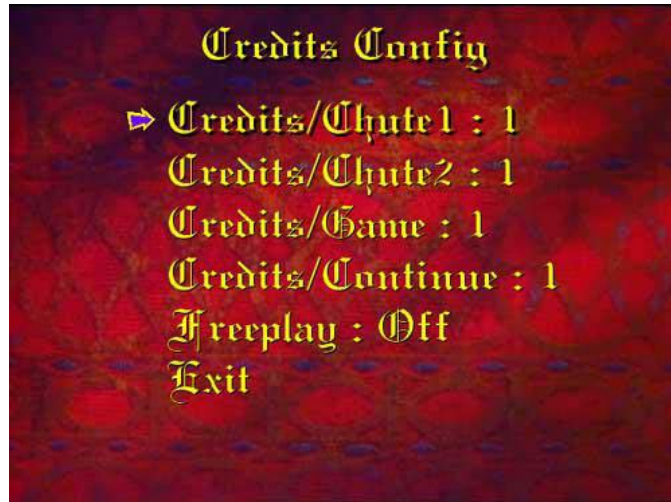 Credits Config
Credits/Chute1 : 1
Credits/Chute2 : 1
Credits/Game : 1
Credits/Continue : 1
Freeplay : Off
Exit